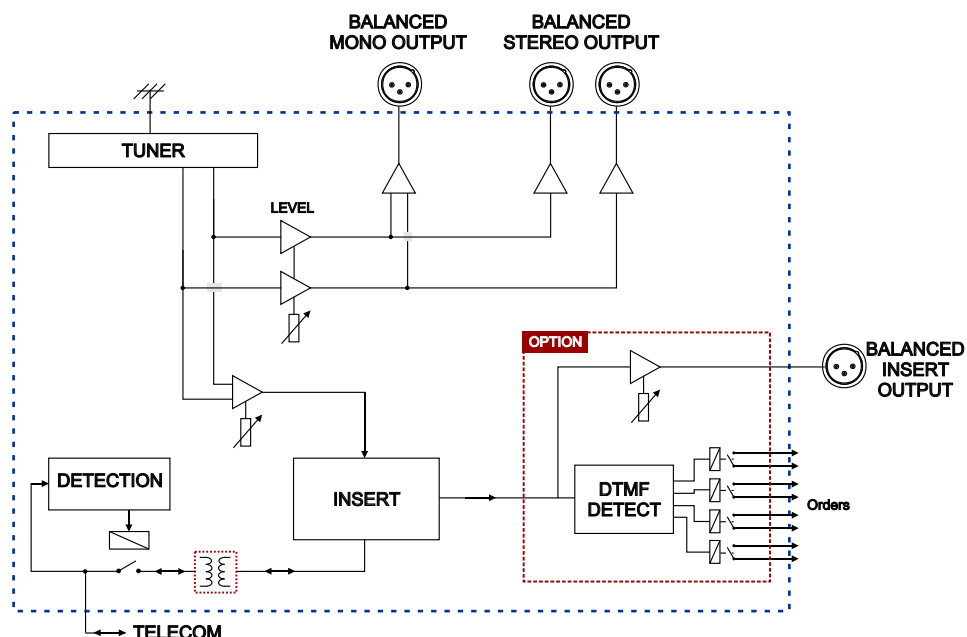 BALANCED
MONO OUTPUT
BALANCED
STEREO OUTPUT
TUNER
LEVEL
OPTION
BALANCED
INSERT
OUTPUT
DETECTION
INSERT
DTMF
DETECT
Orders
TELECOM